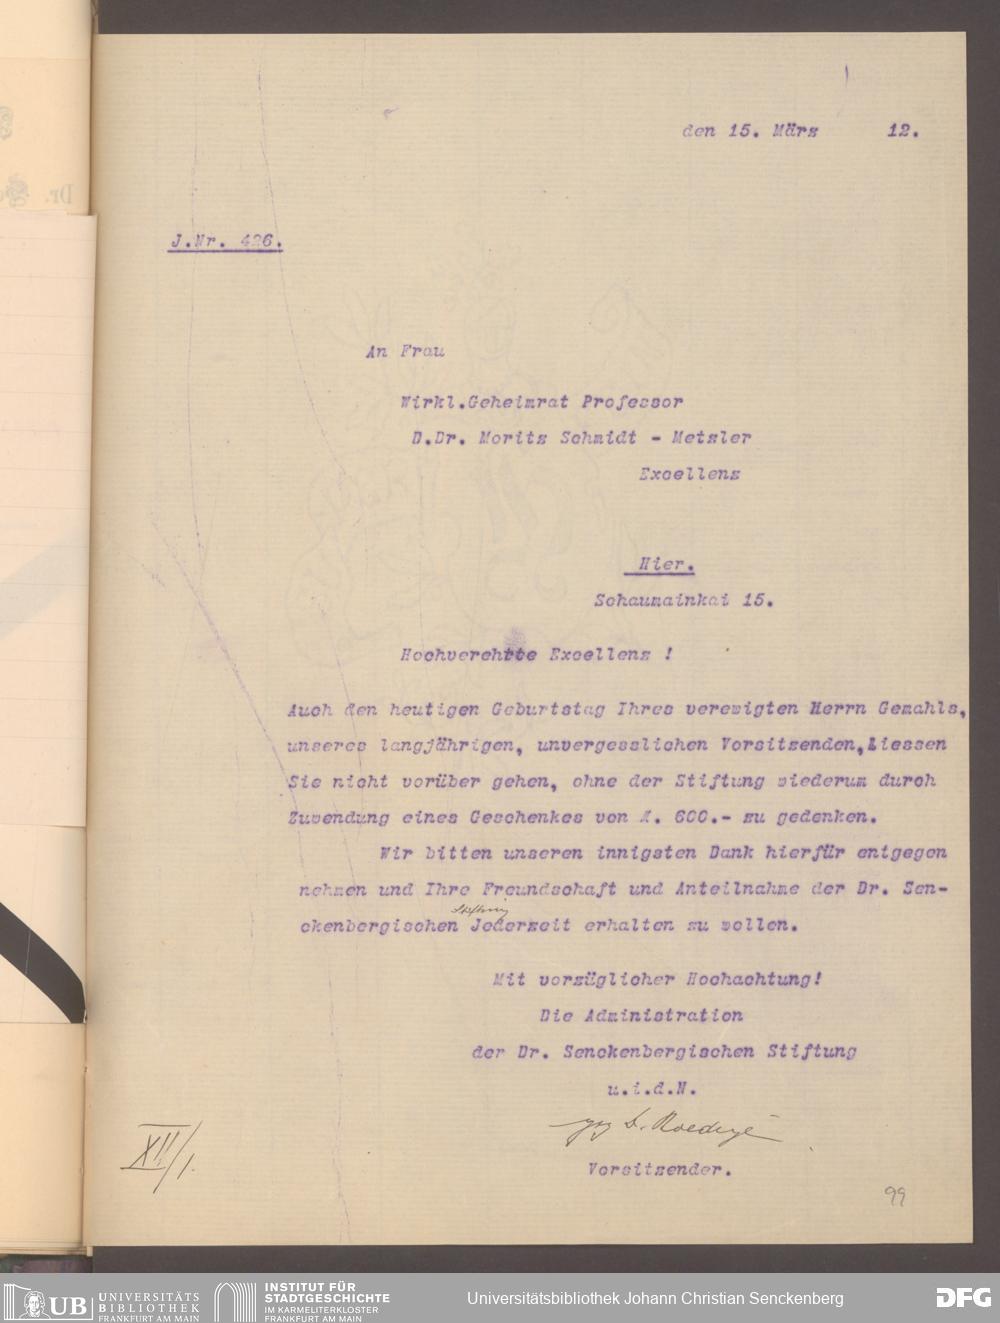 den 15. März 12.
J.Nr. 426.
An Frau
Wirkl.Geheimrat Professor
D.Dr. Moritz Schmidt - Metzler
Excellenz
Hier.
Schaumainkai 15.
Hochverehrte Excellenz !
Auch den heutigen Geburtstag Ihres verewigten Herrn Gemahls,
unseres langjährigen, unvergesslichen Vorsitzenden, liessen
Sie nicht vorüber gehen, ohne der Stiftung wiederum durch
Zuwendung eines Geschenkes von M. 600.- zu gedenken.
Wir bitten unseren innigsten Dank hierfür entgegen
nehmen und Ihre Freundschaft und Anteilnahme der Dr. Sen-
Stiftung
ckenbergischen Jederzeit erhalten zu wollen.
Mit vorzüglicher Hochachtung!
Die Administration
der Dr. Senckenbergischen Stiftung
u.i.d.N.
gez D. Roediger
Vorsitzender.
XII/1.
99
Dr.
UB UNIVERSITÄTS
BIBLIOTHEK
FRANKFURT AM MAIN
INSTITUT FÜR
STADTGESCHICHTE
IM KARMELITERKLOSTER
FRANKFURT AM MAIN
Universitätsbibliothek Johann Christian Senckenberg
DFG